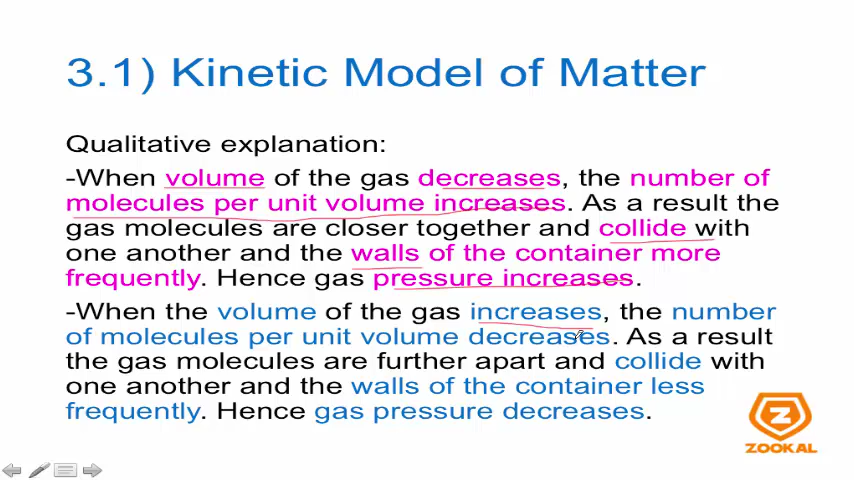 3.1) Kinetic Model of Matter
Qualitative explanation:
-When volume of the gas decreases, the number of
molecules per unit volume increases. As a result the
gas molecules are closer together and collide with
one another and the walls of the container more
frequently. Hence gas pressure increases.
-When the volume of the gas increases, the number
of molecules per unit volume decreases. As a result
the gas molecules are further apart and collide with
one another and the walls of the container less
frequently. Hence gas pressure decreases.
Z
ZOOKAL